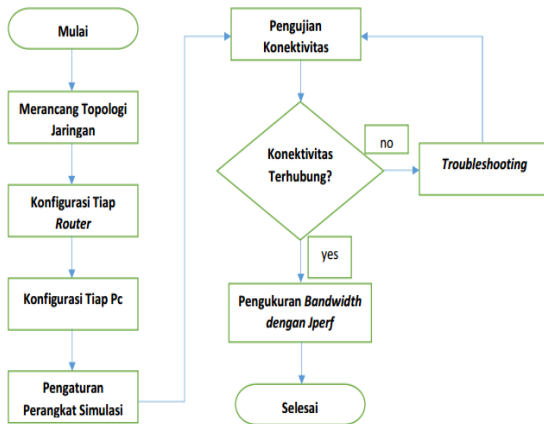 Mulai
Merancang Topologi
Jaringan
Konfigurasi Tiap
Router
Konfigurasi Tiap Pc
Pengaturan
Perangkat Simulasi
Pengujian
Konektivitas
Konektivitas
Terhubung?
no
Troubleshooting
yes
Pengukuran Bandwidth
dengan Jperf
Selesai